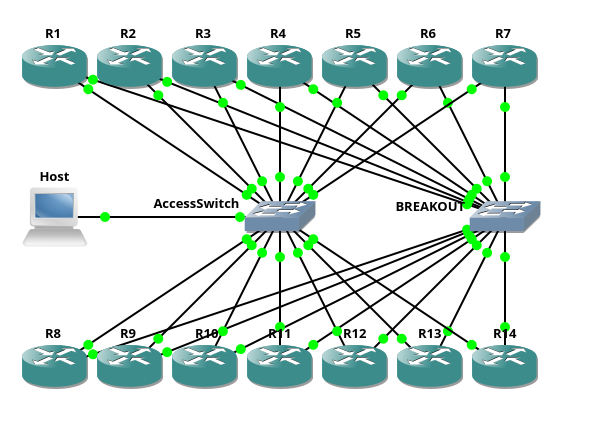 R1 R2 R3 R4 R5 R6 R7
Host
AccessSwitch
BREAKOUT
R8 R9 R10 R11 R12 R13 R14